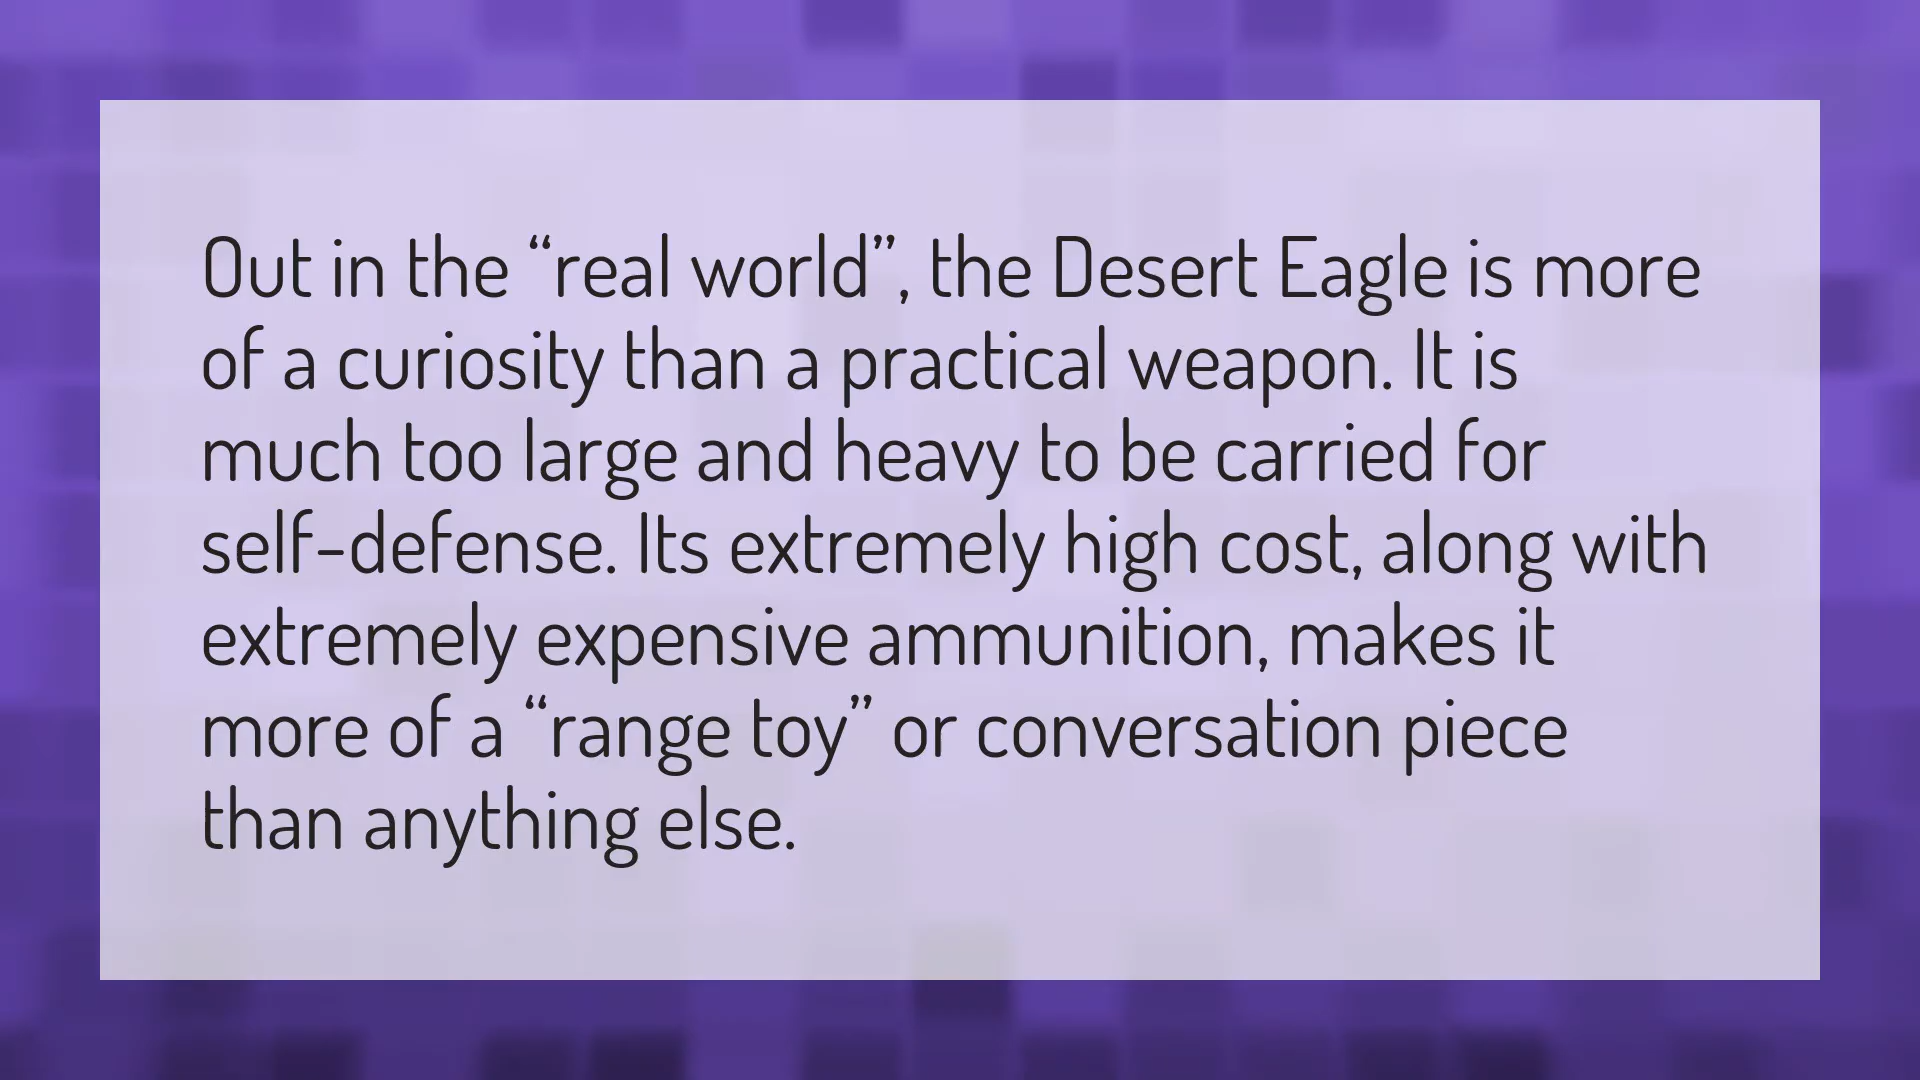 Out in the “real world”, the Desert Eagle is more
of a curiosity than a practical weapon. It is
much too large and heavy to be carried for
self-defense. Its extremely high cost, along with
extremely expensive ammunition, makes it
more of a “range toy” or conversation piece
than anything else.